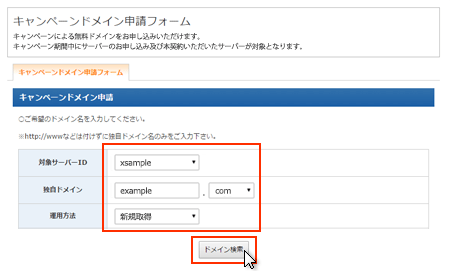 キャンペーンドメイン申請フォーム
キャンペーンによる無料ドメインをお申し込みいただけます。
キャンペーン期間中にサーバーのお申し込み及び本契約いただいたサーバーが対象となります。
キャンペーンドメイン申請フォーム
キャンペーンドメイン申請
○ご希望のドメイン名を入力してください。
※http://wwwなどは付けずに独自ドメイン名のみをご入力下さい。
対象サーバーID xsample
独自ドメイン example . com
運用方法 新規取得
ドメイン検索